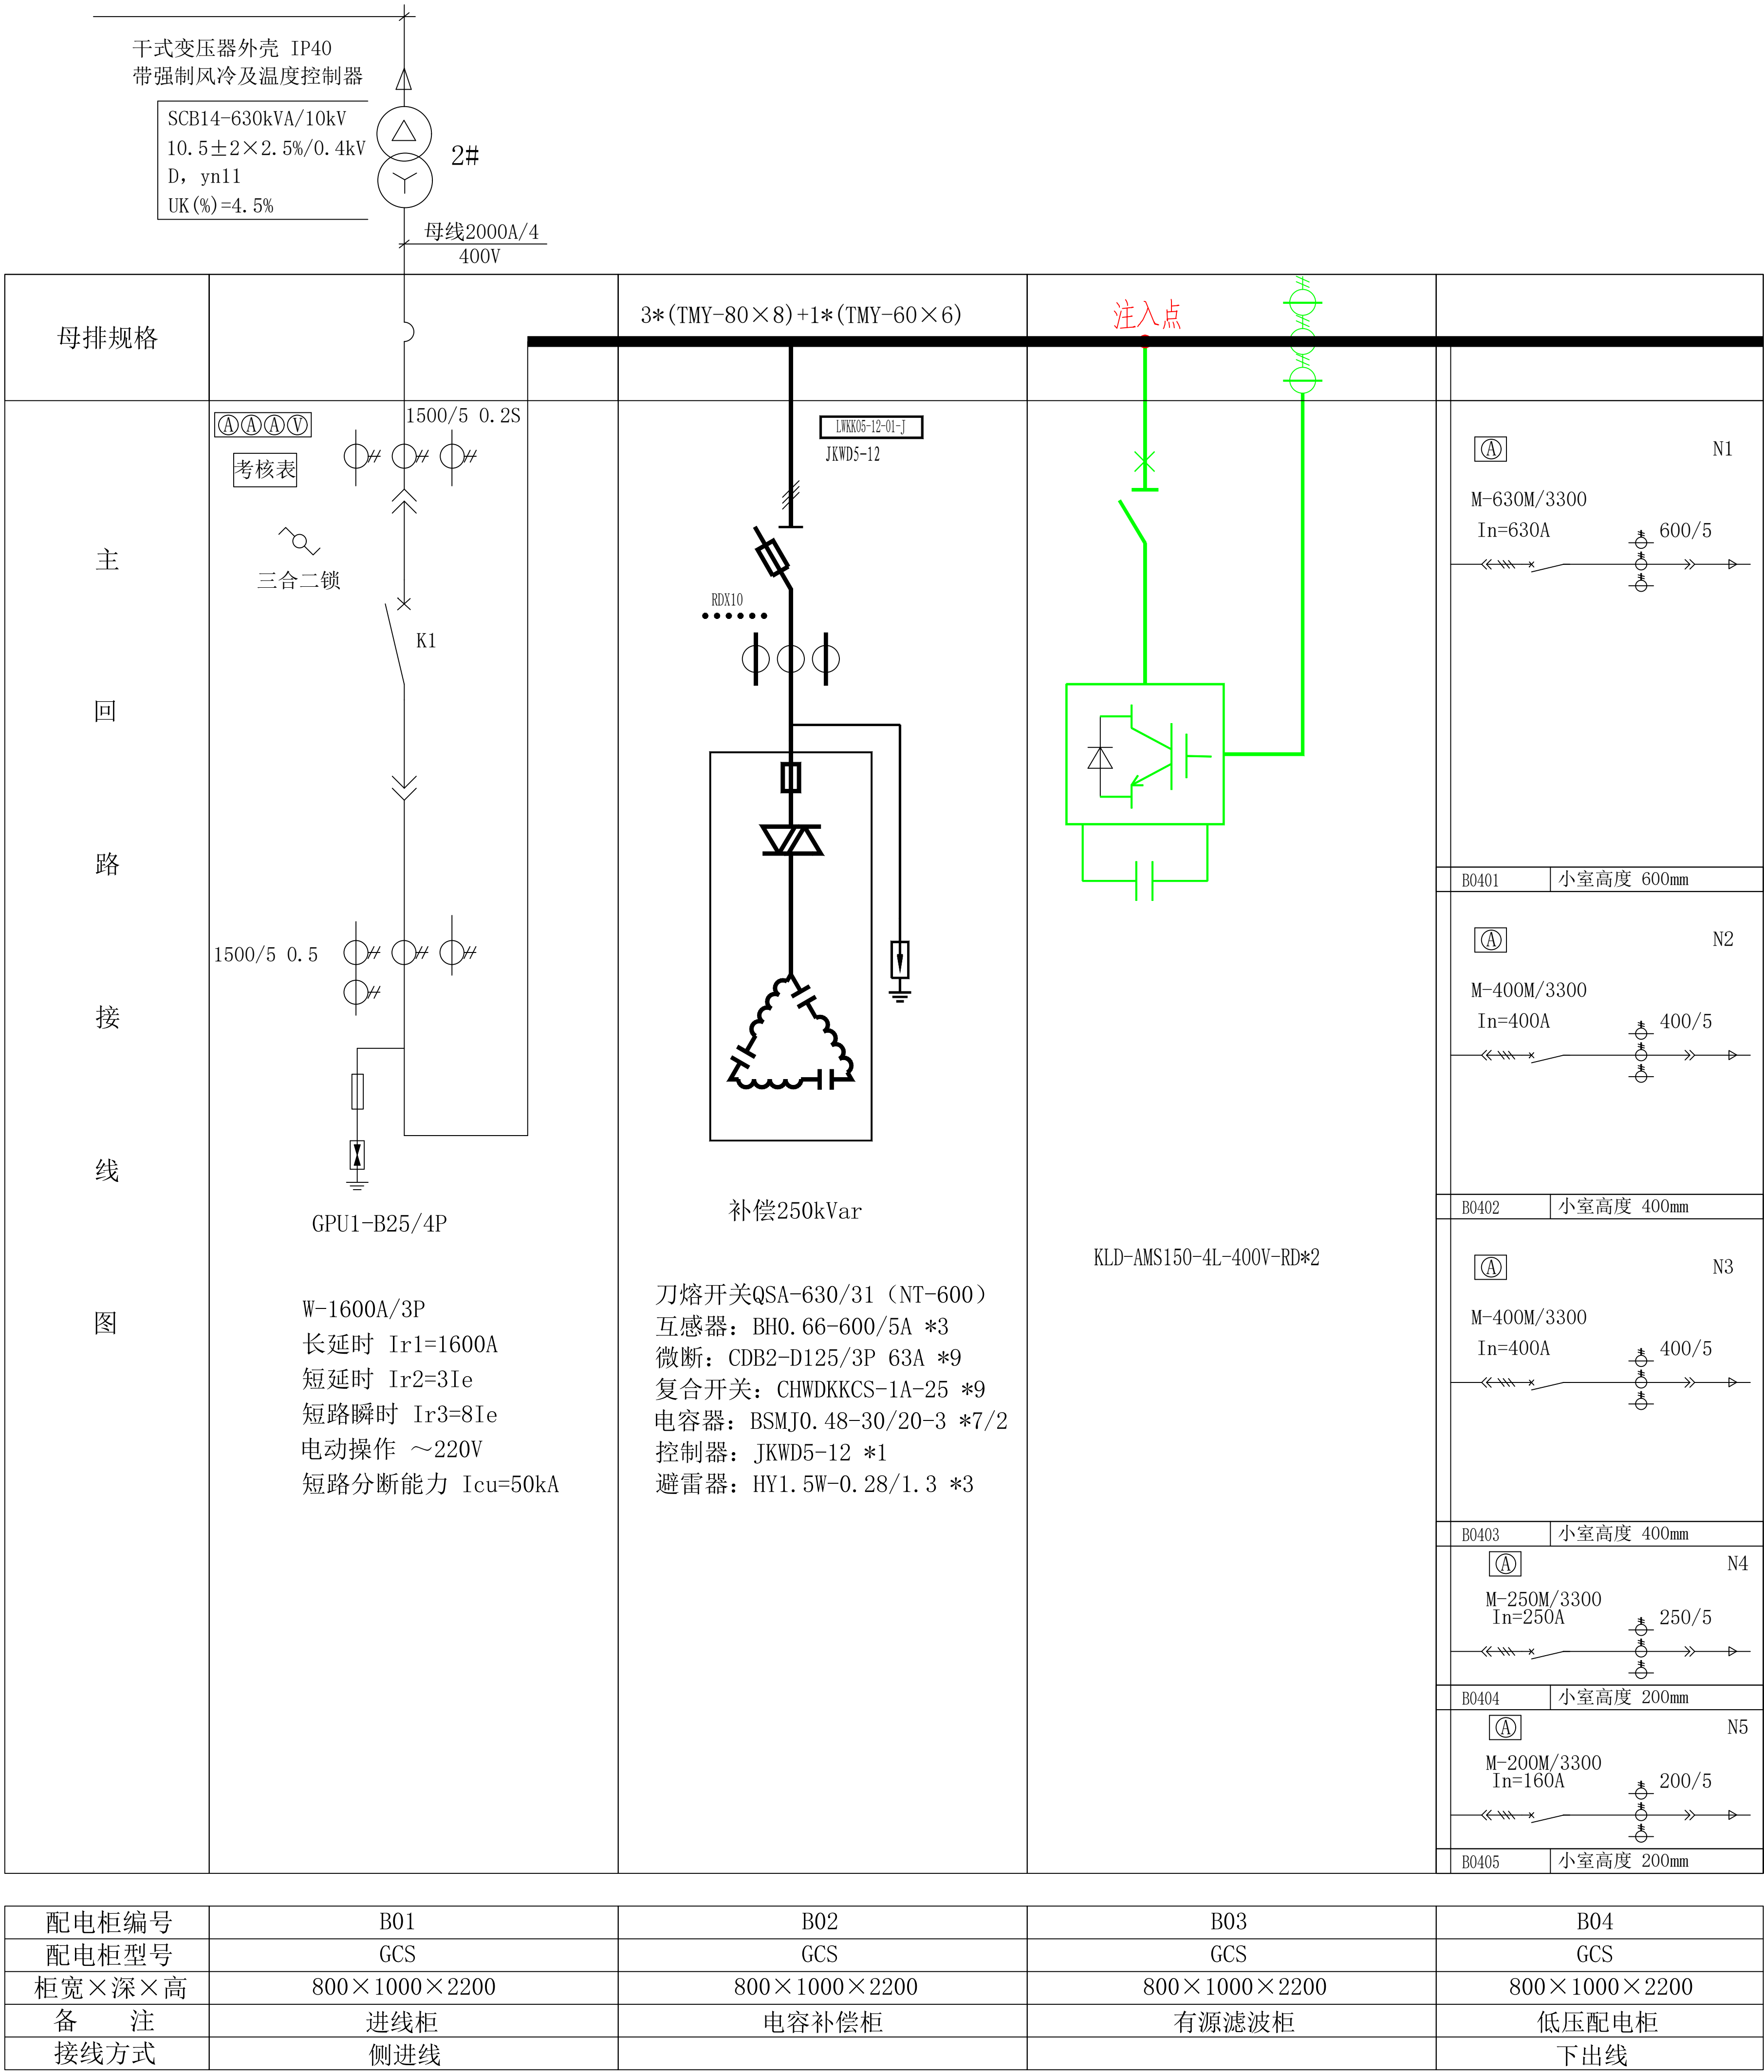 干式变压器外壳 IP40
带强制风冷及温度控制器
SCB14-630kVA/10kV
10.5±2×2.5%/0.4kV
D, yn11
UK(%)=4.5%
2#
母线2000A/4
400V
母排规格
3*(TMY-80×8)+1*(TMY-60×6)
注入点
主
回
路
接
线
图
AAAV
1500/5 0.2S
考核表
三合二锁
K1
1500/5 0.5
GPU1-B25/4P
W-1600A/3P
长延时 Ir1=1600A
短延时 Ir2=3Ie
短路瞬时 Ir3=8Ie
电动操作 ～220V
短路分断能力 Icu=50kA
LWKK05-12-01-J
JKWD5-12
RDX10
补偿250kVar
刀熔开关QSA-630/31（NT-600）
互感器：BH0.66-600/5A *3
微断：CDB2-D125/3P 63A *9
复合开关：CHWDKKCS-1A-25 *9
电容器：BSMJ0.48-30/20-3 *7/2
控制器：JKWD5-12 *1
避雷器：HY1.5W-0.28/1.3 *3
KLD-AMS150-4L-400V-RD*2
A N1
M-630M/3300
In=630A 600/5
B0401 小室高度 600mm
A N2
M-400M/3300
In=400A 400/5
B0402 小室高度 400mm
A N3
M-400M/3300
In=400A 400/5
B0403 小室高度 400mm
A N4
M-250M/3300
In=250A 250/5
B0404 小室高度 200mm
A N5
M-200M/3300
In=160A 200/5
B0405 小室高度 200mm
配电柜编号 B01 B02 B03 B04
配电柜型号 GCS GCS GCS GCS
柜宽×深×高 800×1000×2200 800×1000×2200 800×1000×2200 800×1000×2200
备 注 进线柜 电容补偿柜 有源滤波柜 低压配电柜
接线方式 侧进线 下出线